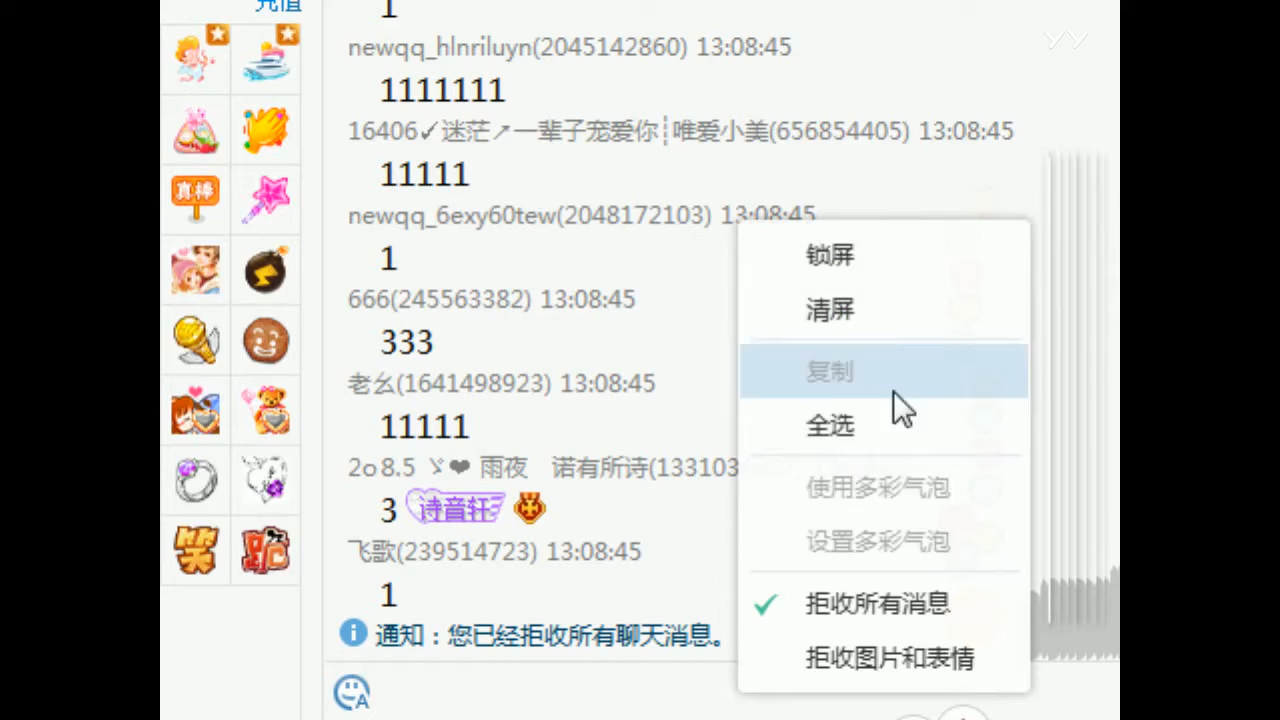 充值
1
YY
newqq_hlnriluyn(2045142860) 13:08:45
1111111
16406✓迷茫↗一辈子宠爱你┊唯爱小美(656854405) 13:08:45
11111
真棒
newqq_6exy60tew(2048172103) 13:08:45
1
锁屏
666(245563382) 13:08:45
清屏
333
复制
老幺(1641498923) 13:08:45
11111
全选
2o8.5 ゞ❤ 雨夜　诺有所诗(133103
使用多彩气泡
3 诗音轩
设置多彩气泡
飞歌(239514723) 13:08:45
笑
跪
1
拒收所有消息
通知：您已经拒收所有聊天消息。
拒收图片和表情
A